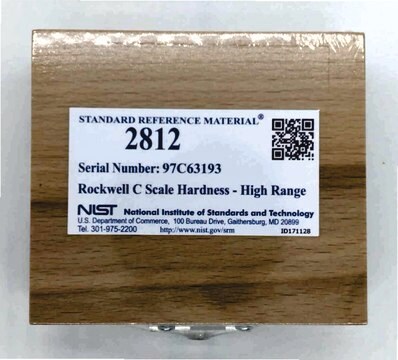 STANDARD REFERENCE MATERIAL®
2812
Serial Number: 97C63193
Rockwell C Scale Hardness - High Range
NIST National Institute of Standards and Technology
U.S. Department of Commerce, 100 Bureau Drive, Gaithersburg, MD 20899
Tel. 301-975-2200 http://www.nist.gov/srm ID171128